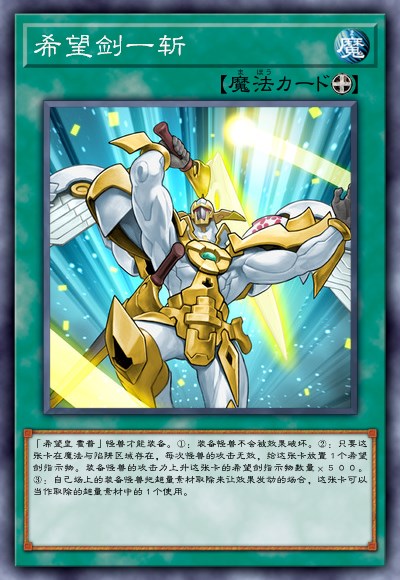 希望剑一斩
魔
まほう
【魔法カード】
「希望皇 霍普」怪兽才能装备。①：装备怪兽不会被效果破坏。②：只要这
张卡在魔法与陷阱区域存在，每次怪兽的攻击无效，给这张卡放置１个希望
剑指示物。装备怪兽的攻击力上升这张卡的希望剑指示物数量×５００。
③：自己场上的装备怪兽把超量素材取除来让效果发动的场合，这张卡可以
当作取除的超量素材中的１个使用。